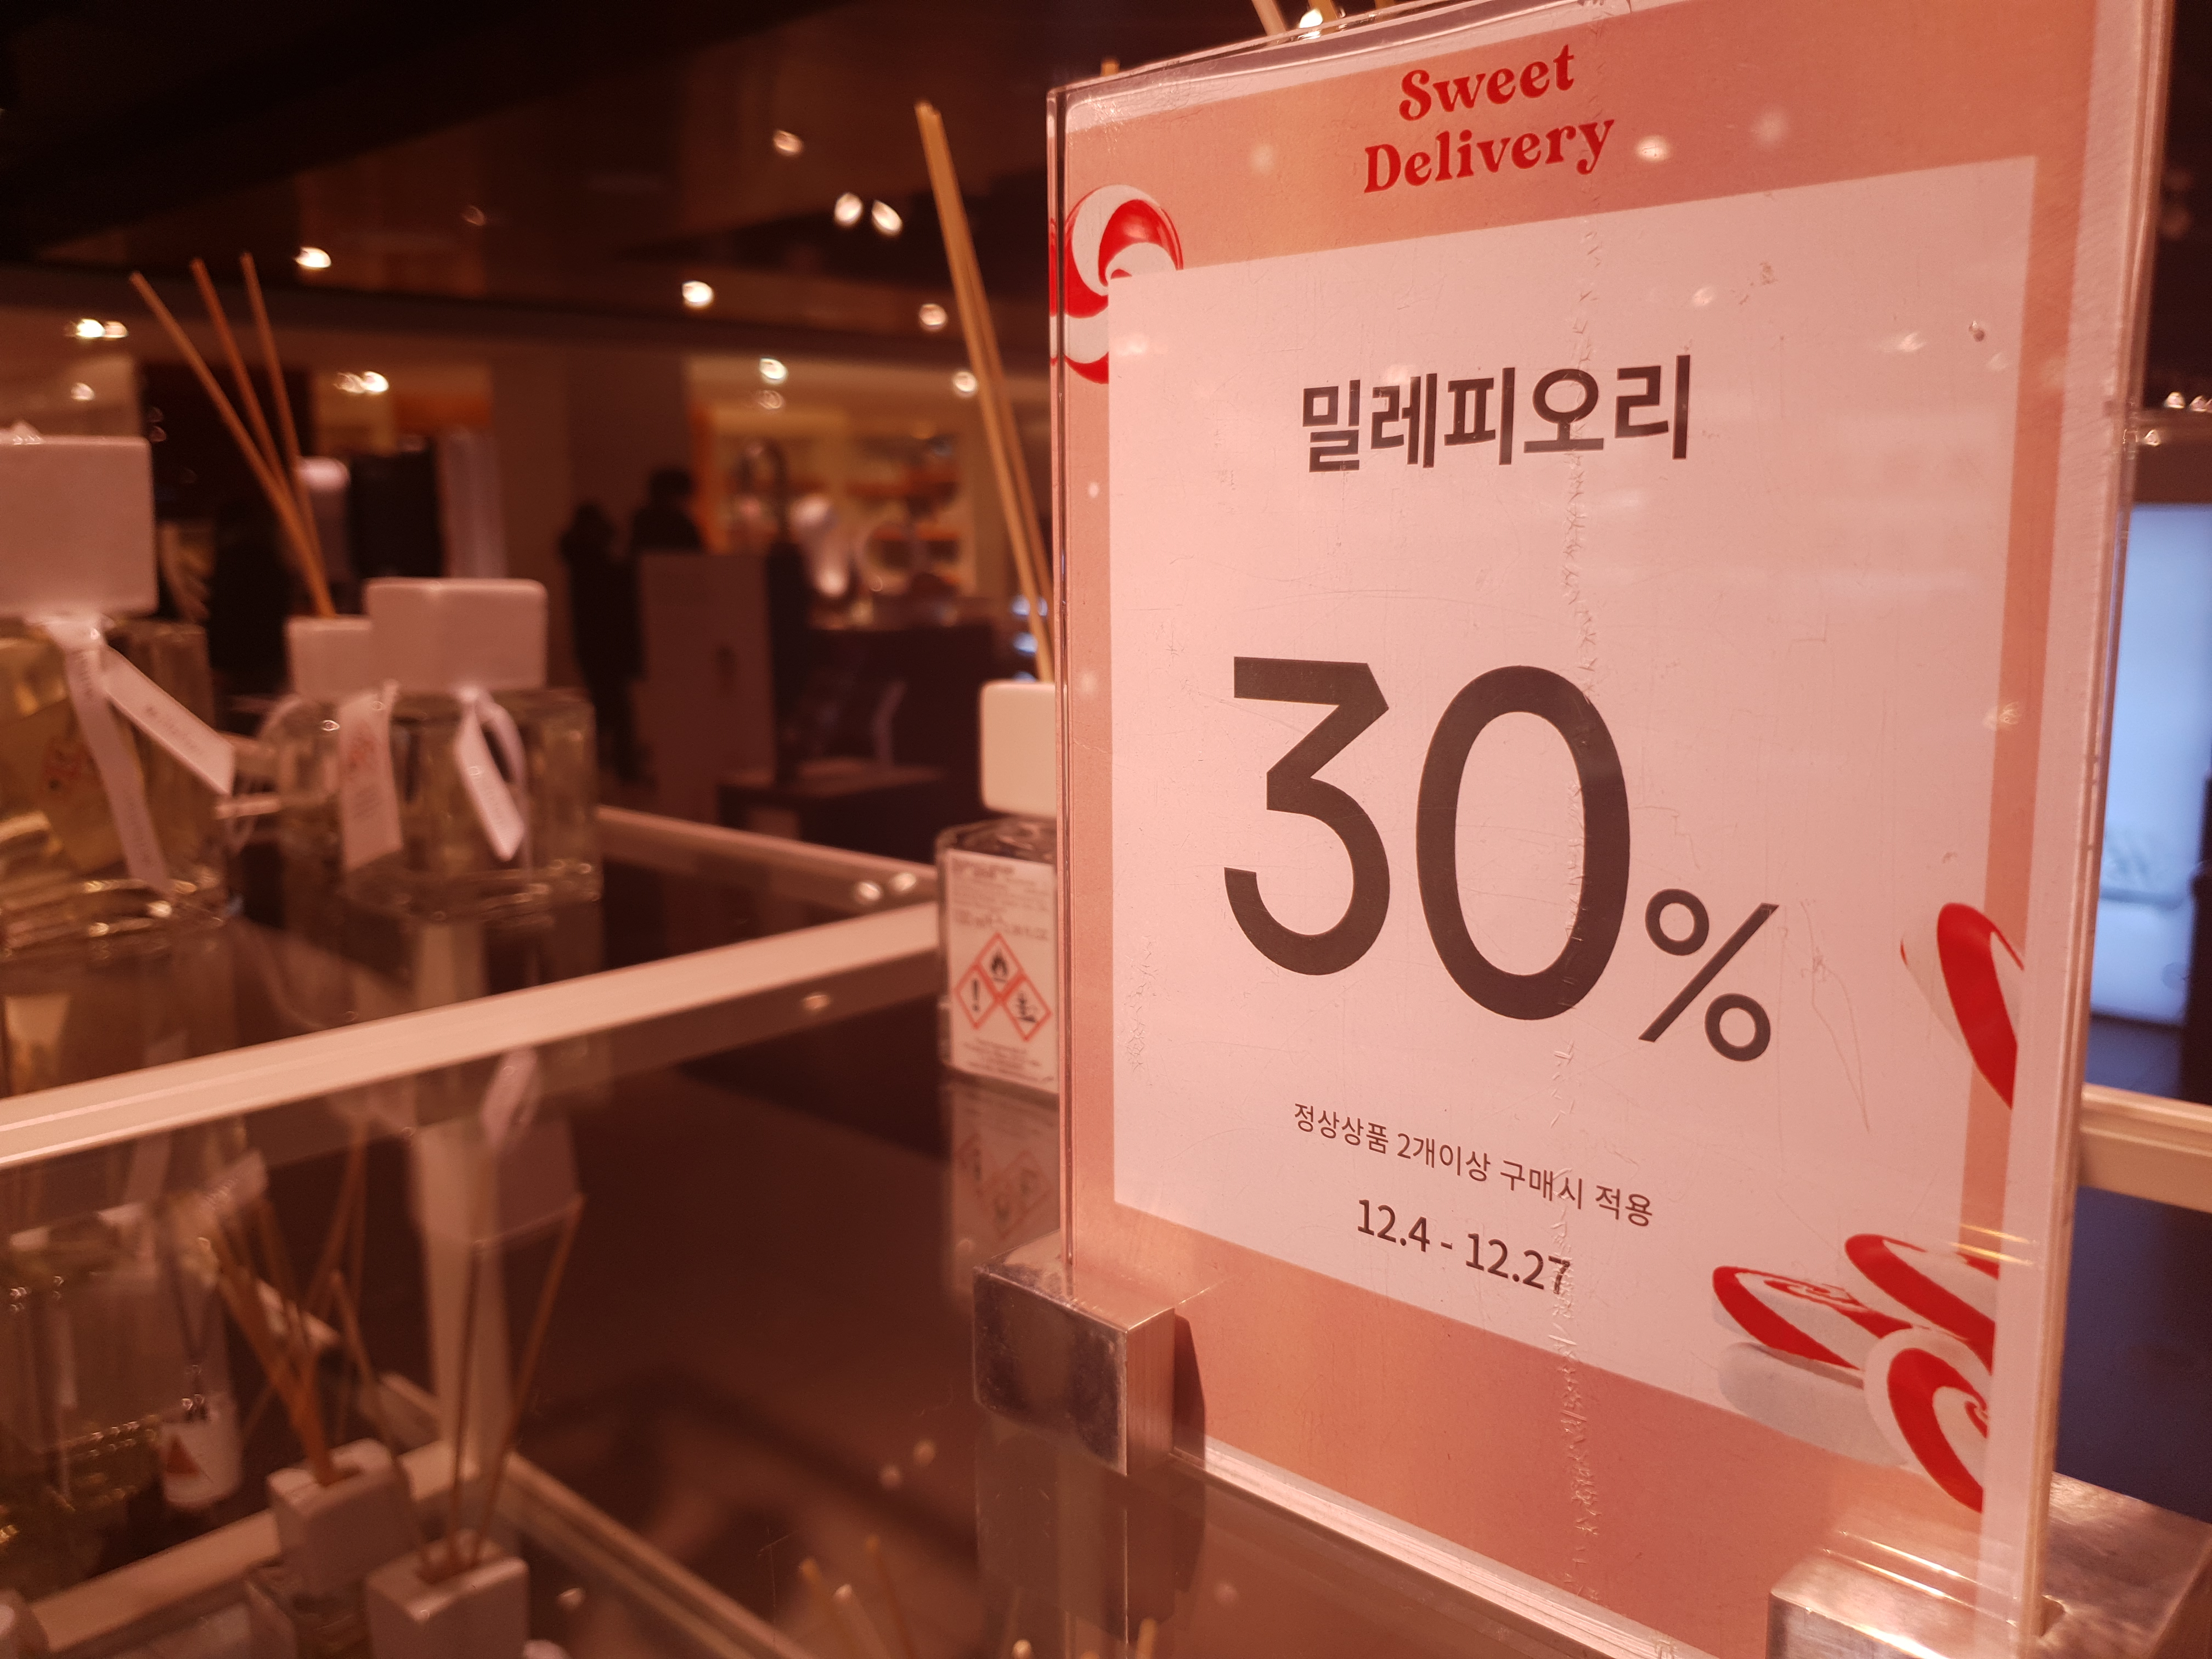 Sweet
Delivery
밀레피오리
30%
정상상품 2개이상 구매시 적용
12.4 - 12.27